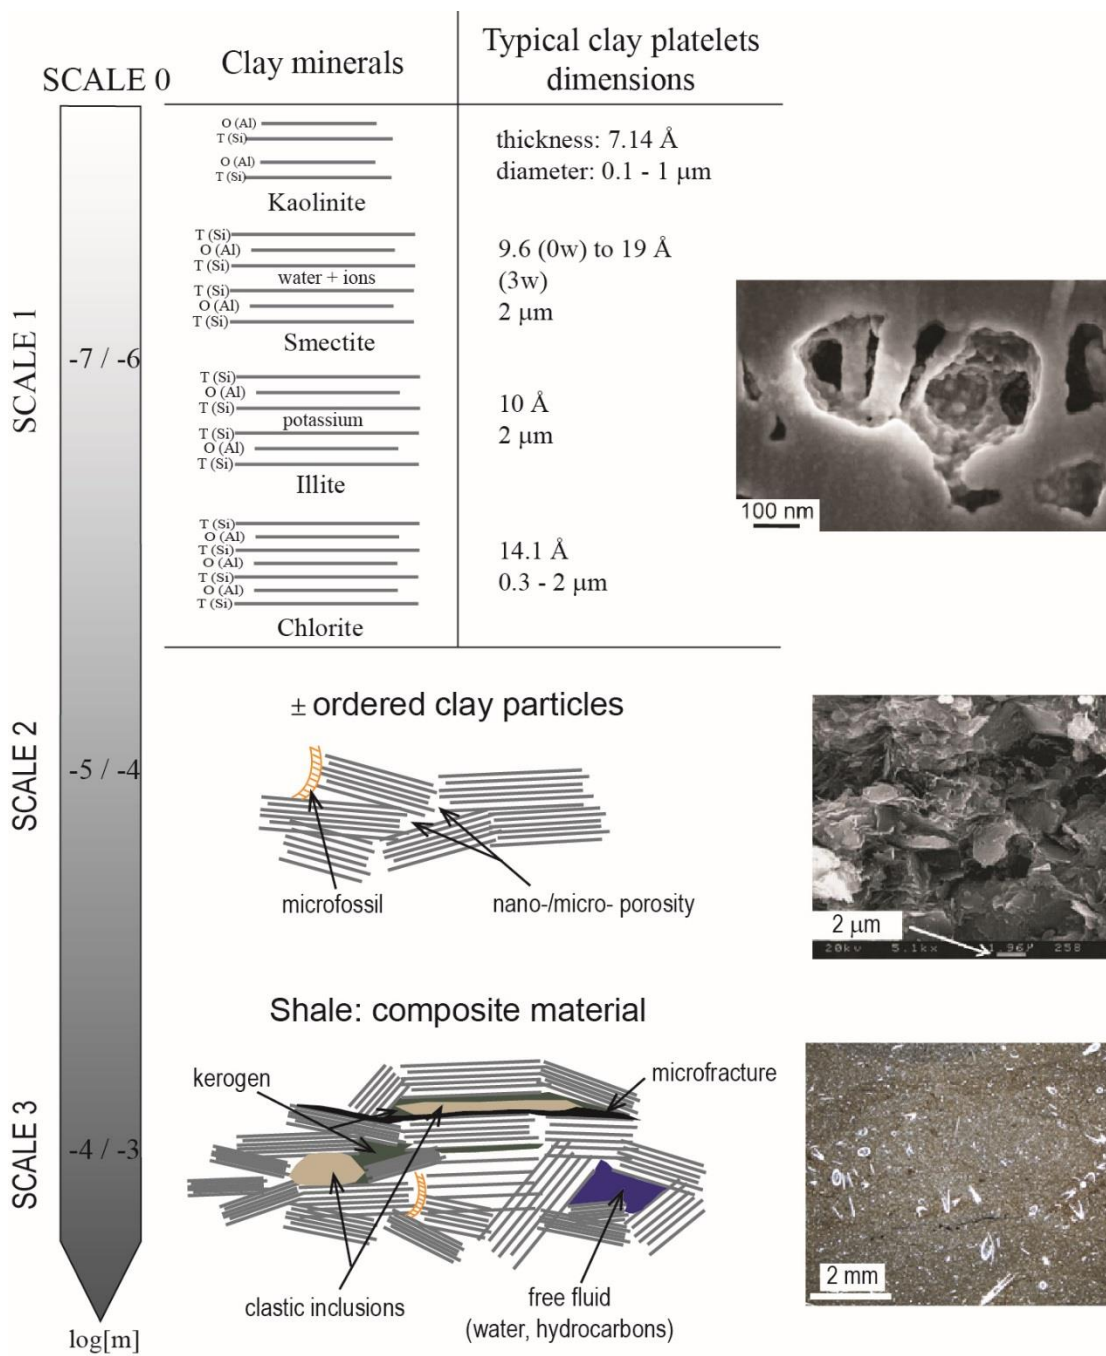 SCALE 0
Clay minerals
Typical clay platelets
dimensions
O (Al)
T (Si)
O (Al)
T (Si)
Kaolinite
thickness: 7.14 Å
diameter: 0.1 - 1 μm
T (Si)
O (Al)
T (Si)
water + ions
T (Si)
O (Al)
T (Si)
Smectite
9.6 (0w) to 19 Å
(3w)
2 μm
SCALE 1
-7 / -6
T (Si)
O (Al)
T (Si)
potassium
T (Si)
O (Al)
T (Si)
Illite
10 Å
2 μm
100 nm
T (Si)
O (Al)
T (Si)
O (Al)
T (Si)
O (Al)
T (Si)
Chlorite
14.1 Å
0.3 - 2 μm
± ordered clay particles
SCALE 2
-5 / -4
microfossil
nano-/micro- porosity
2 μm
20kv 5.1kx 1.96μ 258
Shale: composite material
kerogen
microfracture
SCALE 3
-4 / -3
clastic inclusions
free fluid
(water, hydrocarbons)
2 mm
log[m]